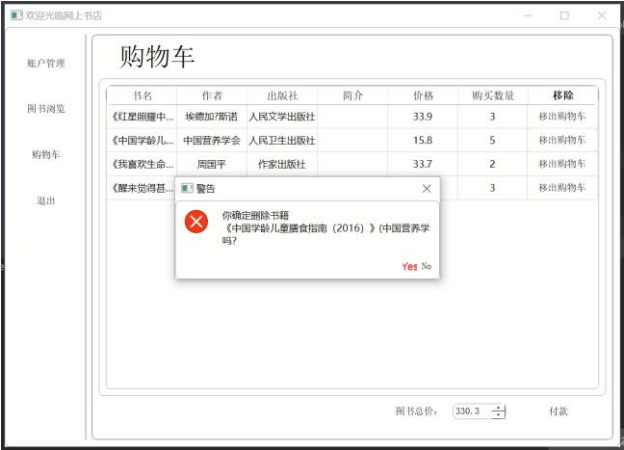 欢迎光临网上书店
账户管理
图书浏览
购物车
退出
购物车
书名 作者 出版社 简介 价格 购买数量 移除
《红星照耀中... 埃德加?斯诺 人民文学出版社 33.9 3 移出购物车
《中国学龄儿... 中国营养学会 人民卫生出版社 15.8 5 移出购物车
《我喜欢生命... 周国平 作家出版社 33.7 2 移出购物车
《醒来觉得甚... 3 移出购物车
警告
你确定删除书籍
《中国学龄儿童膳食指南（2016）》(中国营养学
吗?
Yes No
图书总价: 330.3 付款